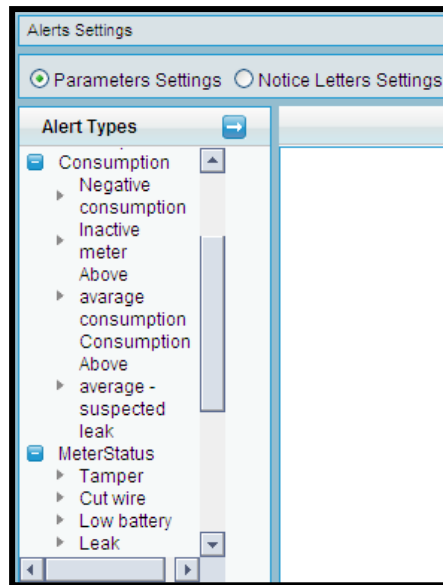 Alerts Settings
Parameters Settings Notice Letters Settings
Alert Types
Consumption
Negative
consumption
Inactive
meter
Above
avarage
consumption
Consumption
Above
average -
suspected
leak
MeterStatus
Tamper
Cut wire
Low battery
Leak